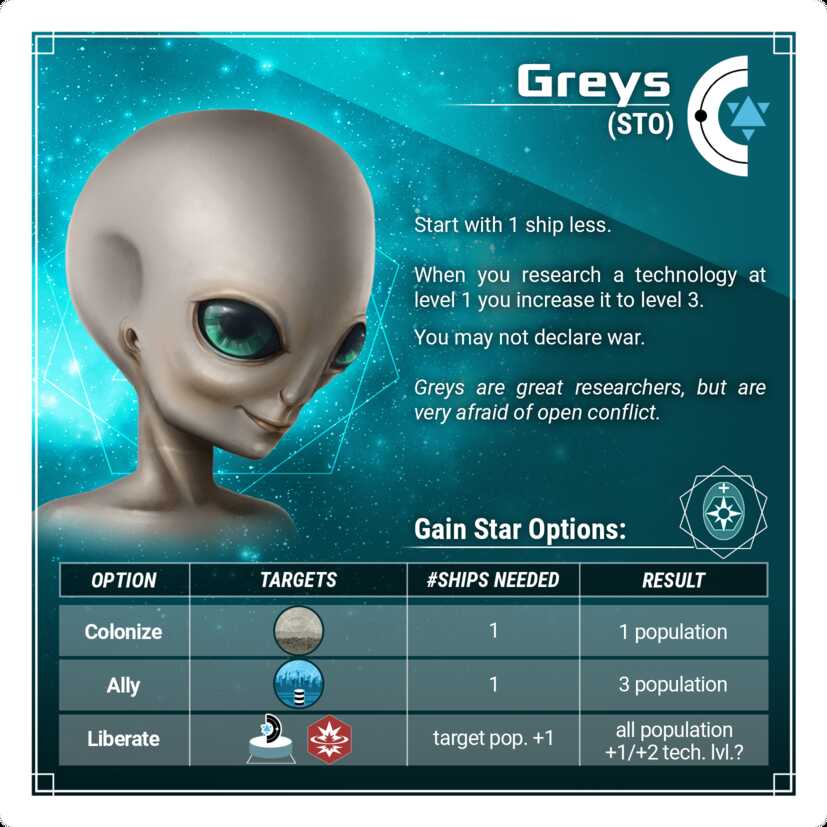 Greys
(STO)
Start with 1 ship less.
When you research a technology at
level 1 you increase it to level 3.
You may not declare war.
Greys are great researchers, but are
very afraid of open conflict.
Gain Star Options:
OPTION TARGETS #SHIPS NEEDED RESULT
Colonize 1 1 population
Ally 1 3 population
Liberate target pop. +1 all population
+1/+2 tech. lvl.?